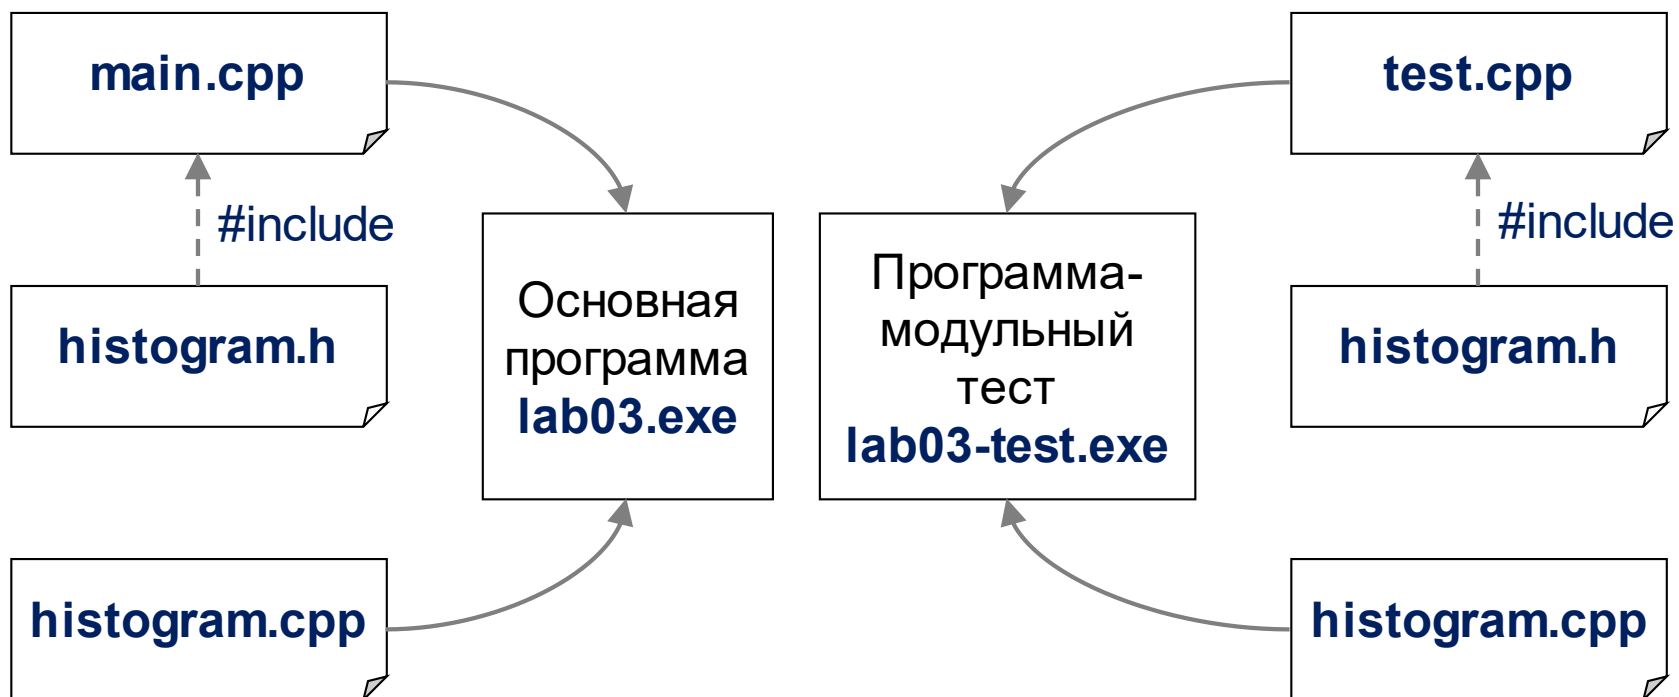 main.cpp
#include
histogram.h
histogram.cpp
Основная
программа
lab03.exe
Программа-
модульный
тест
lab03-test.exe
test.cpp
#include
histogram.h
histogram.cpp